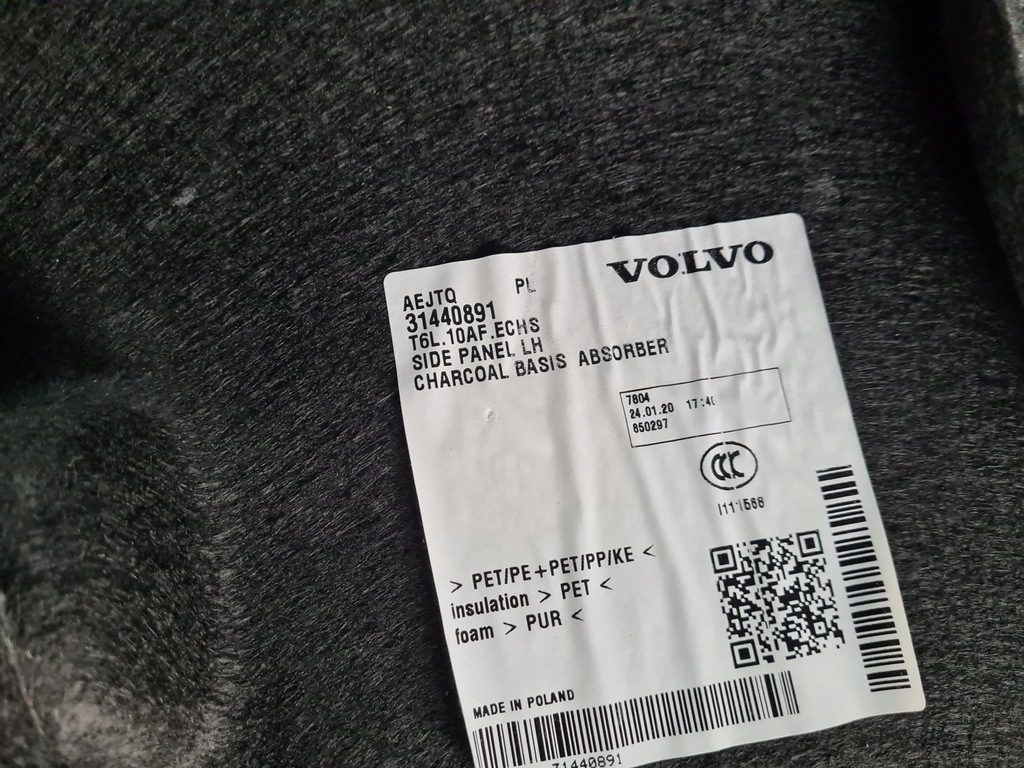 VOLVO
AEJTQ PL
31440891
T6L.10AF.ECHS
SIDE PANEL LH
CHARCOAL BASIS ABSORBER
7804
24.01.20
850297
CCC
> PET/PE+PET/PP/KE <
insulation > PET <
foam > PUR <
MADE IN POLAND
31440891